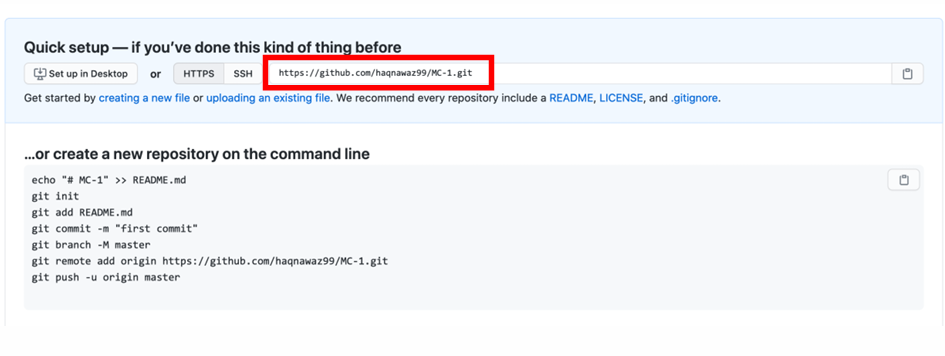 Quick setup — if you’ve done this kind of thing before
Set up in Desktop or HTTPS SSH https://github.com/haqnawaz99/MC-1.git
Get started by creating a new file or uploading an existing file. We recommend every repository include a README, LICENSE, and .gitignore.
…or create a new repository on the command line
echo "# MC-1" >> README.md
git init
git add README.md
git commit -m "first commit"
git branch -M master
git remote add origin https://github.com/haqnawaz99/MC-1.git
git push -u origin master